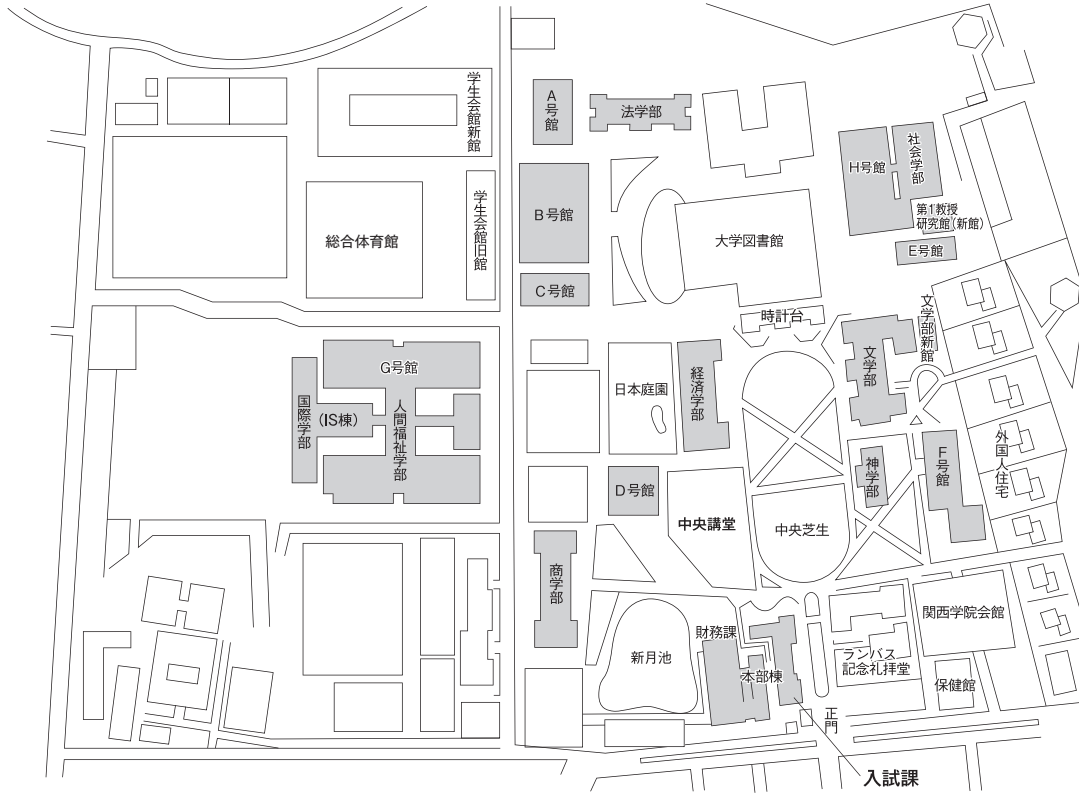 学生会館新館
A号館
法学部
社会学部
H号館
学生会館旧館
B号館
第1教授
研究館(新館)
総合体育館
大学図書館
E号館
C号館
時計台
文学部新館
G号館
経済学部
文学部
日本庭園
国際学部
(IS棟)
人間福祉学部
外国人住宅
F号館
神学部
D号館
中央講堂
中央芝生
商学部
関西学院会館
財務課
新月池
ランバス
記念礼拝堂
本部棟
保健館
正門
入試課